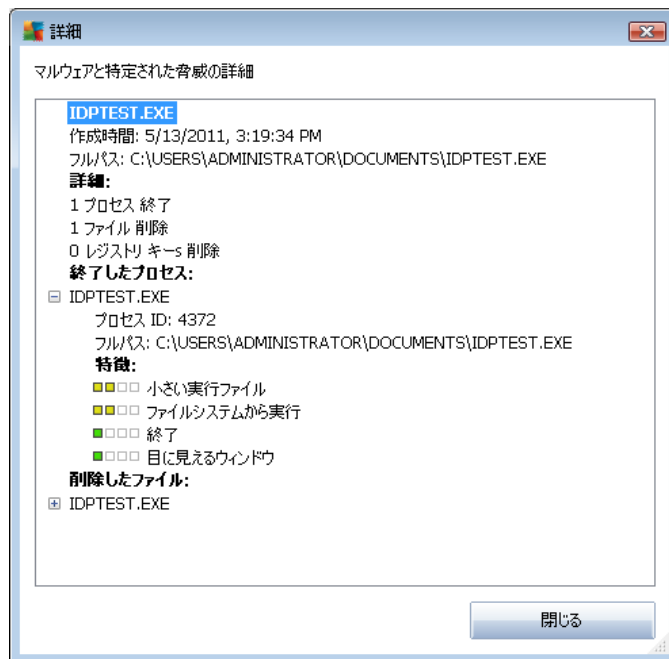 詳細
マルウェアと特定された脅威の詳細
IDPTEST.EXE
作成時間: 5/13/2011, 3:19:34 PM
フルパス: C:\USERS\ADMINISTRATOR\DOCUMENTS\IDPTEST.EXE
詳細:
1 プロセス 終了
1 ファイル 削除
0 レジストリ キーs 削除
終了したプロセス:
IDPTEST.EXE
プロセス ID: 4372
フルパス: C:\USERS\ADMINISTRATOR\DOCUMENTS\IDPTEST.EXE
特徴:
小さい実行ファイル
ファイルシステムから実行
終了
目に見えるウィンドウ
削除したファイル:
IDPTEST.EXE
閉じる